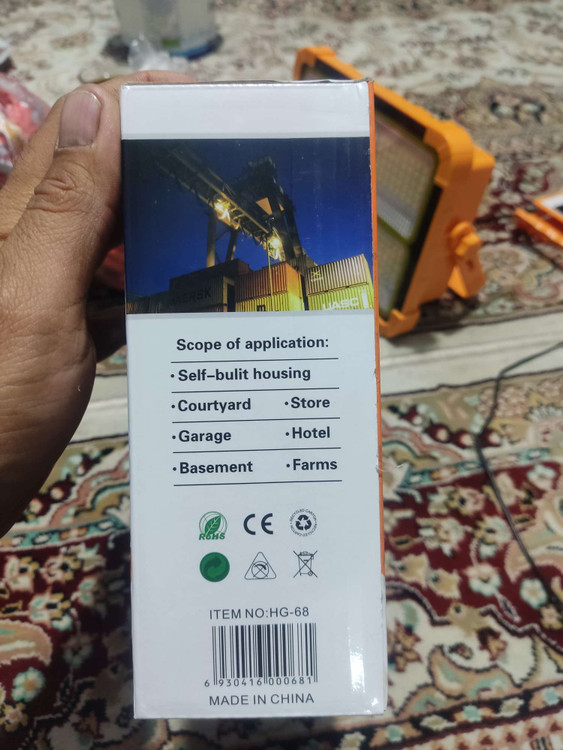 UASC
Scope of application:
·Self-bulit housing
·Courtyard ·Store
·Garage ·Hotel
·Basement ·Farms
RoHS CE
ITEM NO:HG-68
6 930416 000681
MADE IN CHINA